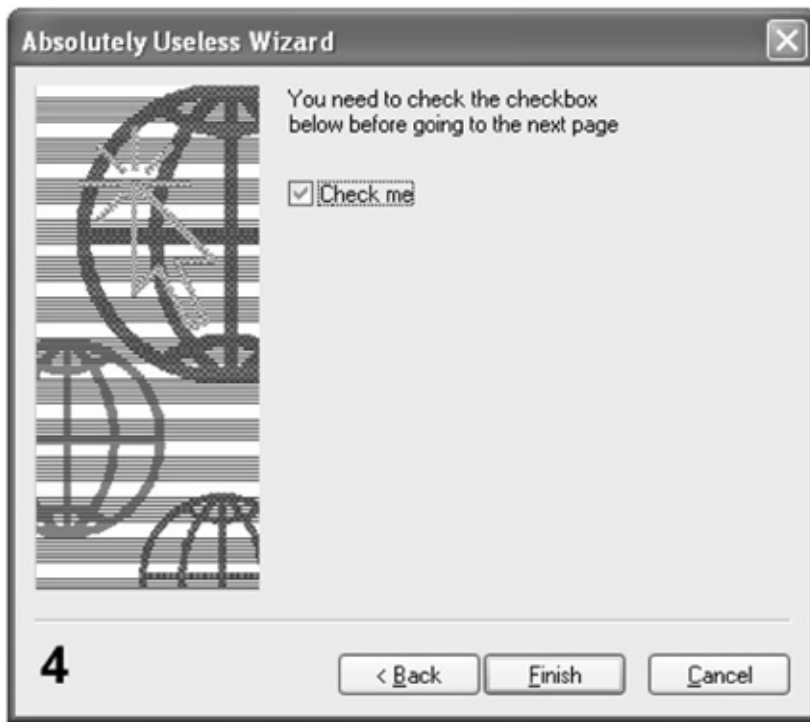 Absolutely Useless Wizard
You need to check the checkbox
below before going to the next page
Check me
4
< Back
Finish
Cancel